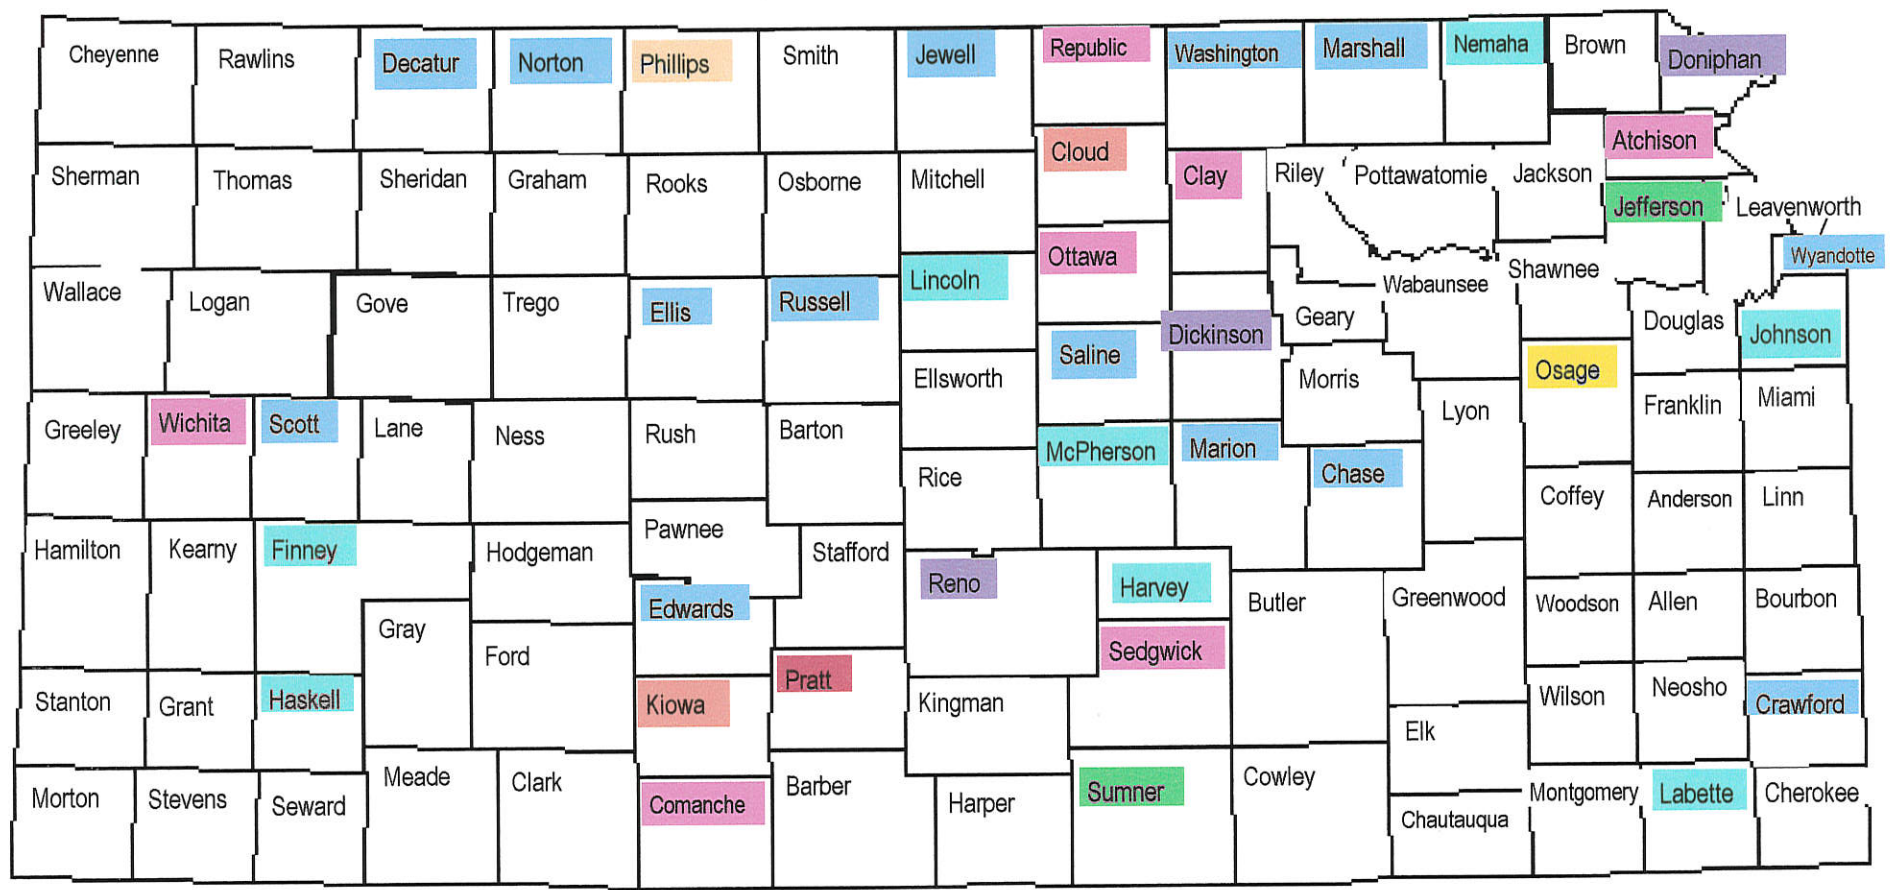 Cheyenne
Rawlins
Decatur
Norton
Phillips
Smith
Jewell
Republic
Washington
Marshall
Nemaha
Brown
Doniphan
Sherman
Thomas
Sheridan
Graham
Rooks
Osborne
Mitchell
Cloud
Clay
Riley
Pottawatomie
Jackson
Atchison
Jefferson
Leavenworth
Wyandotte
Wallace
Logan
Gove
Trego
Ellis
Russell
Lincoln
Ottawa
Saline
Dickinson
Geary
Wabaunsee
Shawnee
Douglas
Johnson
Ellsworth
Morris
Osage
Franklin
Miami
Greeley
Wichita
Scott
Lane
Ness
Rush
Barton
Rice
McPherson
Marion
Chase
Lyon
Coffey
Anderson
Linn
Hamilton
Kearny
Finney
Hodgeman
Pawnee
Stafford
Reno
Harvey
Butler
Greenwood
Woodson
Allen
Bourbon
Gray
Ford
Edwards
Pratt
Sedgwick
Stanton
Grant
Haskell
Kiowa
Kingman
Elk
Wilson
Neosho
Crawford
Morton
Stevens
Seward
Meade
Clark
Comanche
Barber
Harper
Sumner
Cowley
Chautauqua
Montgomery
Labette
Cherokee